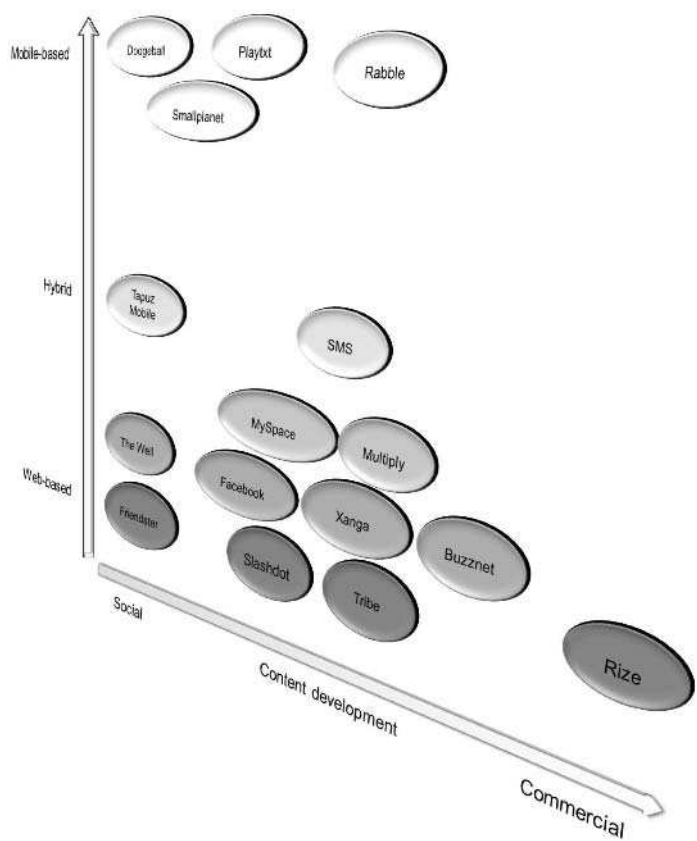 Mobile-based
Dodgeball
Playtxt
Rabble
Smallplanet
Hybrid
Tapuz
Mobile
SMS
MySpace
The Well
Multiply
Web-based
Facebook
Friendster
Xanga
Buzznet
Slashdot
Tribe
Social
Rize
Content development
Commercial